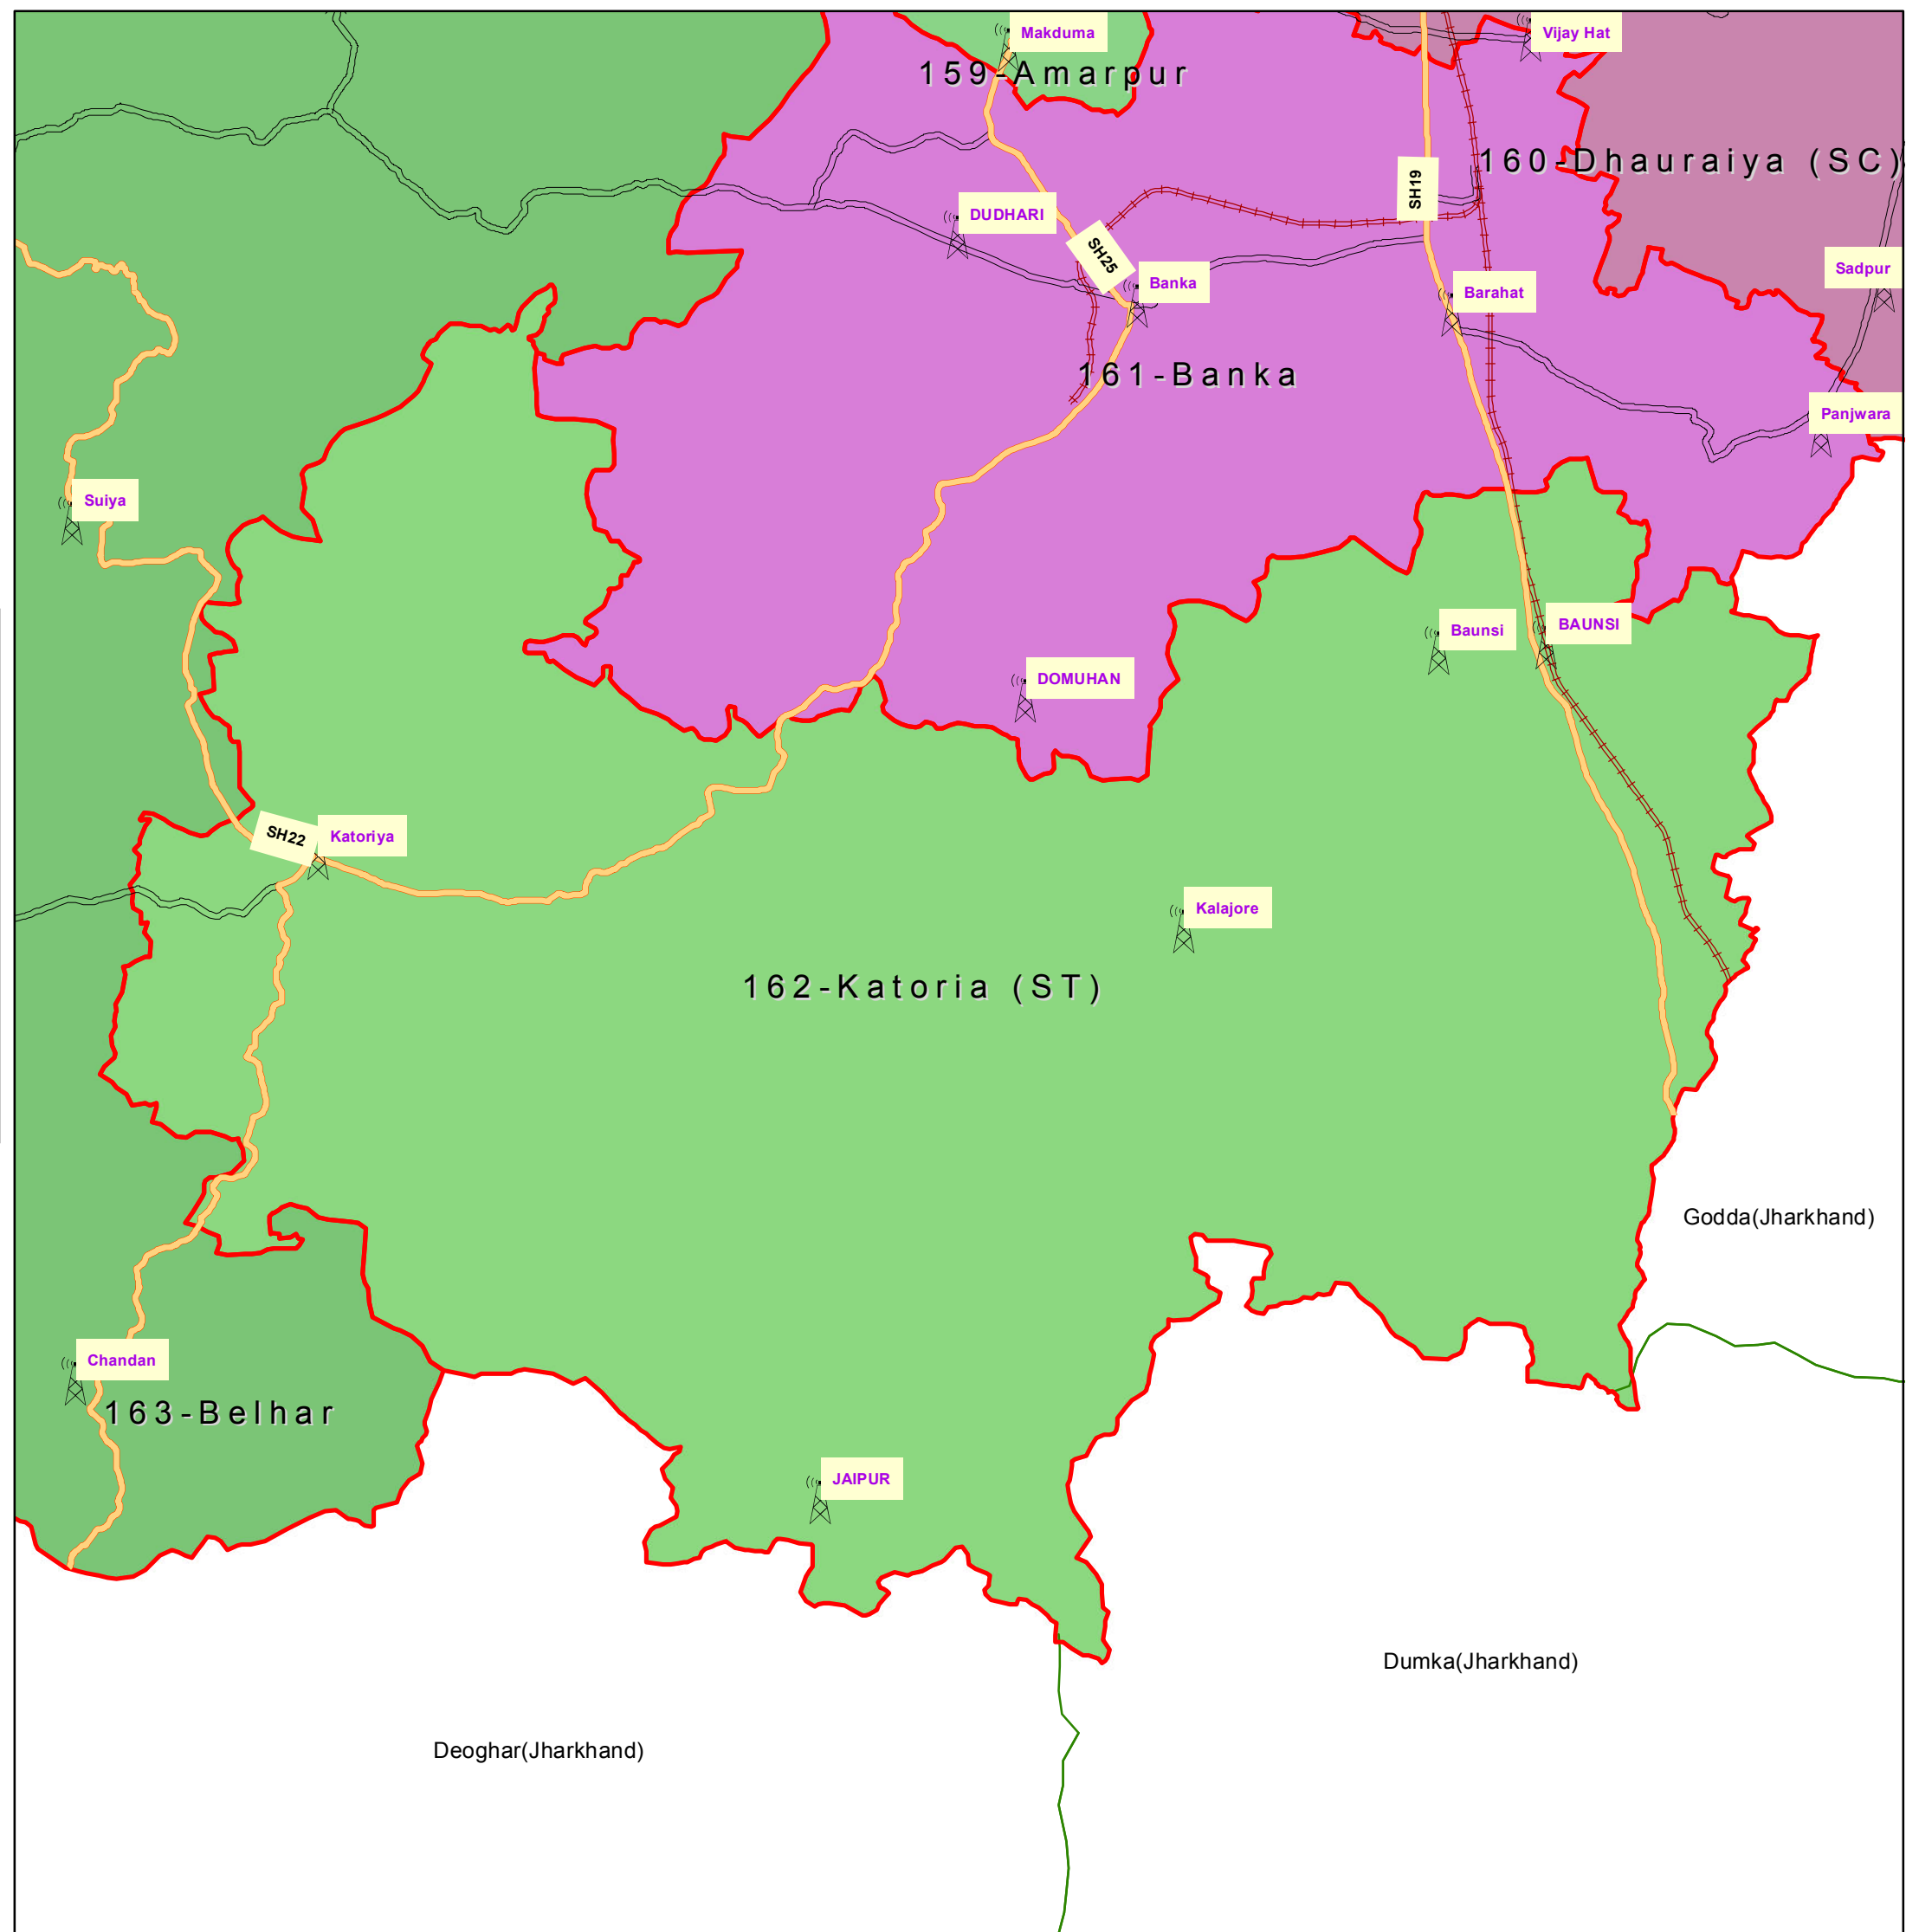 Makduma
Vijay Hat
159-Amarpur
160-Dhauraiya (SC)
SH19
DUDHARI
SH25
Sadpur
Banka
Barahat
161-Banka
Panjwara
Suiya
BAUNSI
Baunsi
DOMUHAN
SH22
Katoriya
Kalajore
162-Katoria (ST)
Godda(Jharkhand)
Chandan
163-Belhar
JAIPUR
Dumka(Jharkhand)
Deoghar(Jharkhand)